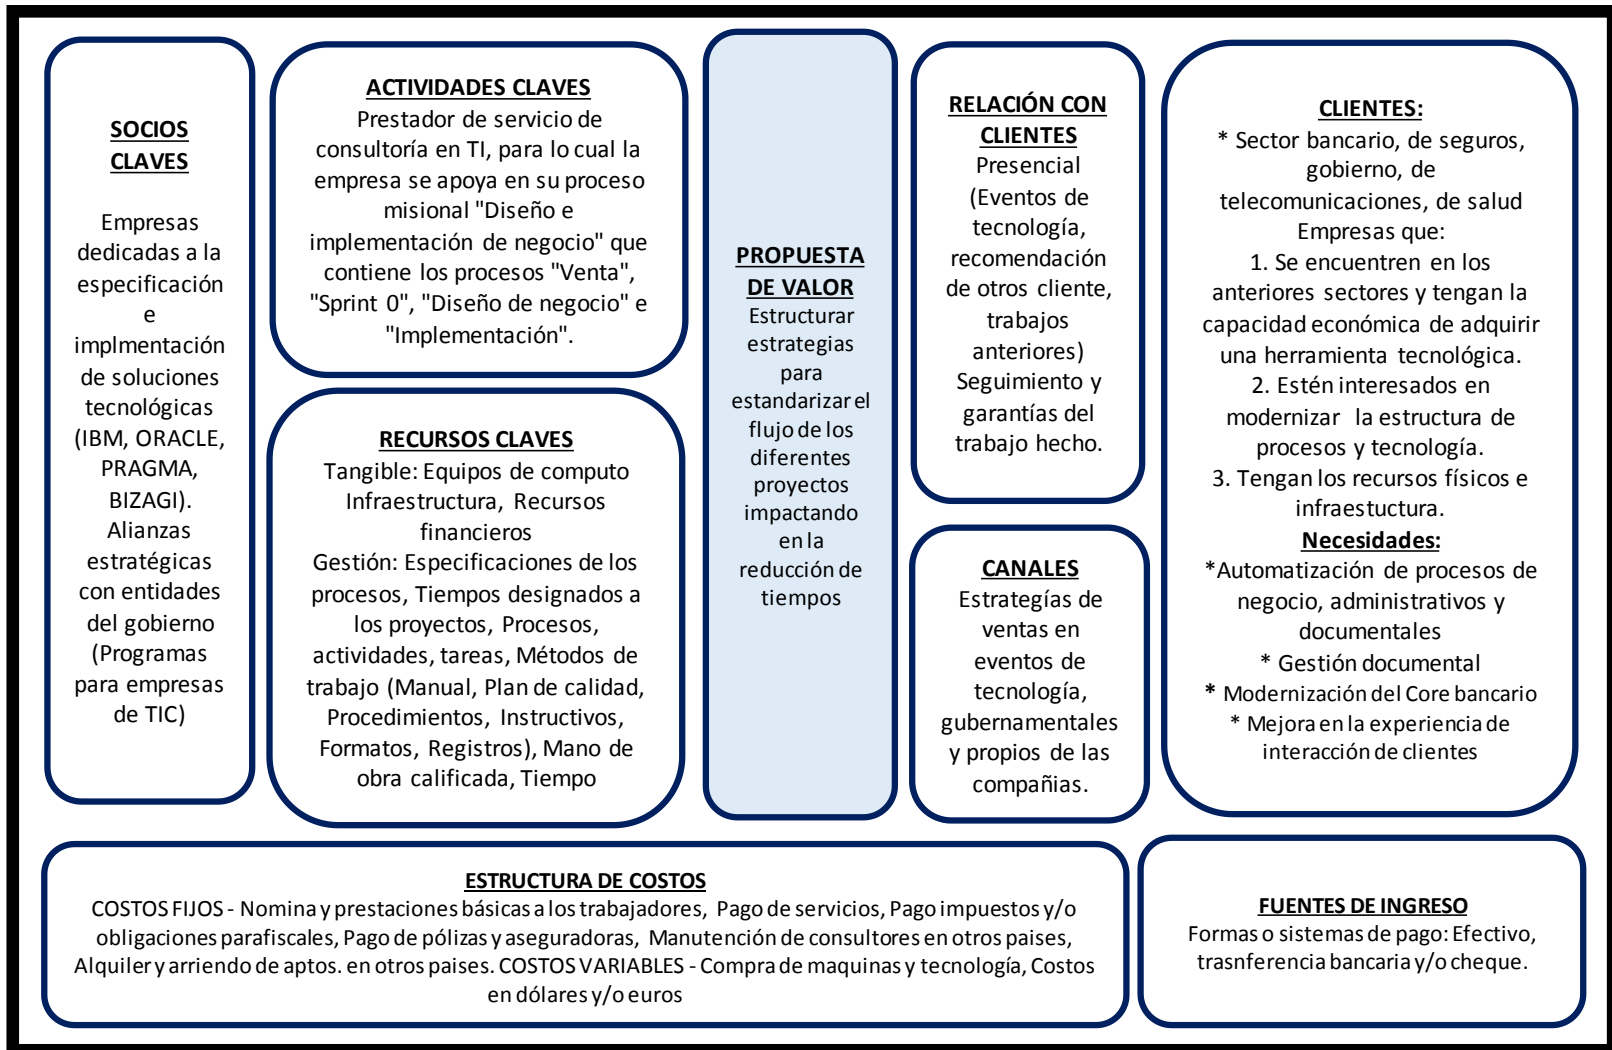 SOCIOS
CLAVES
Empresas
dedicadas a la
especificación
e
implmentación
de soluciones
tecnológicas
(IBM, ORACLE,
PRAGMA,
BIZAGI).
Alianzas
estratégicas
con entidades
del gobierno
(Programas
para empresas
de TIC)
ACTIVIDADES CLAVES
Prestador de servicio de
consultoría en TI, para lo cual la
empresa se apoya en su proceso
misional "Diseño e
implementación de negocio" que
contiene los procesos "Venta",
"Sprint 0", "Diseño de negocio" e
"Implementación".
RECURSOS CLAVES
Tangible: Equipos de computo
Infraestructura, Recursos
financieros
Gestión: Especificaciones de los
procesos, Tiempos designados a
los proyectos, Procesos,
actividades, tareas, Métodos de
trabajo (Manual, Plan de calidad,
Procedimientos, Instructivos,
Formatos, Registros), Mano de
obra calificada, Tiempo
PROPUESTA
DE VALOR
Estructurar
estrategias
para
estandarizar el
flujo de los
diferentes
proyectos
impactando
en la
reducción de
tiempos
RELACIÓN CON
CLIENTES
Presencial
(Eventos de
tecnología,
recomendación
de otros cliente,
trabajos
anteriores)
Seguimiento y
garantías del
trabajo hecho.
CANALES
Estrategías de
ventas en
eventos de
tecnología,
gubernamentales
y propios de las
compañias.
CLIENTES:
* Sector bancario, de seguros,
gobierno, de
telecomunicaciones, de salud
Empresas que:
1. Se encuentren en los
anteriores sectores y tengan la
capacidad económica de adquirir
una herramienta tecnológica.
2. Estén interesados en
modernizar la estructura de
procesos y tecnología.
3. Tengan los recursos físicos e
infraestuctura.
Necesidades:
*Automatización de procesos de
negocio, administrativos y
documentales
* Gestión documental
* Modernización del Core bancario
* Mejora en la experiencia de
interacción de clientes
ESTRUCTURA DE COSTOS
COSTOS FIJOS - Nomina y prestaciones básicas a los trabajadores, Pago de servicios, Pago impuestos y/o
obligaciones parafiscales, Pago de pólizas y aseguradoras, Manutención de consultores en otros paises,
Alquiler y arriendo de aptos. en otros paises. COSTOS VARIABLES - Compra de maquinas y tecnología, Costos
en dólares y/o euros
FUENTES DE INGRESO
Formas o sistemas de pago: Efectivo,
trasnferencia bancaria y/o cheque.